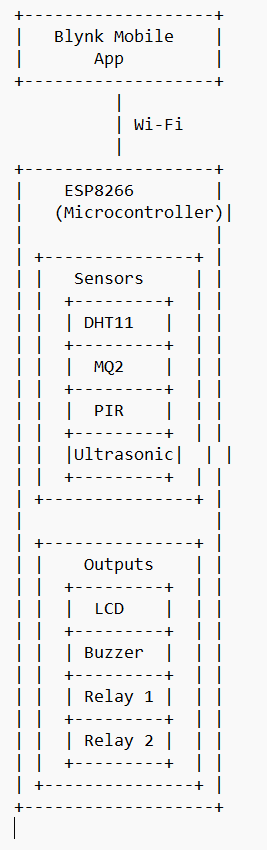 Blynk Mobile
App
Wi-Fi
ESP8266
(Microcontroller)
Sensors
DHT11
MQ2
PIR
Ultrasonic
Outputs
LCD
Buzzer
Relay 1
Relay 2